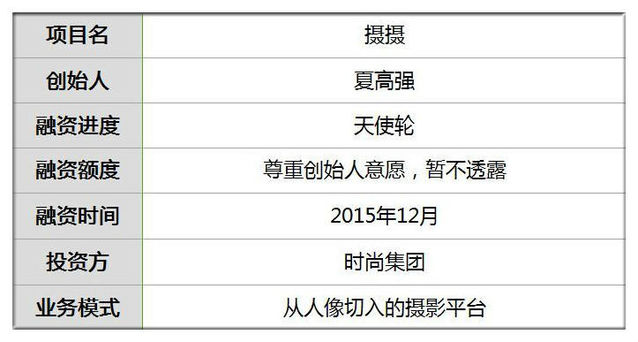 项目名 摄摄
创始人 夏高强
融资进度 天使轮
融资额度 尊重创始人意愿，暂不透露
融资时间 2015年12月
投资方 时尚集团
业务模式 从人像切入的摄影平台